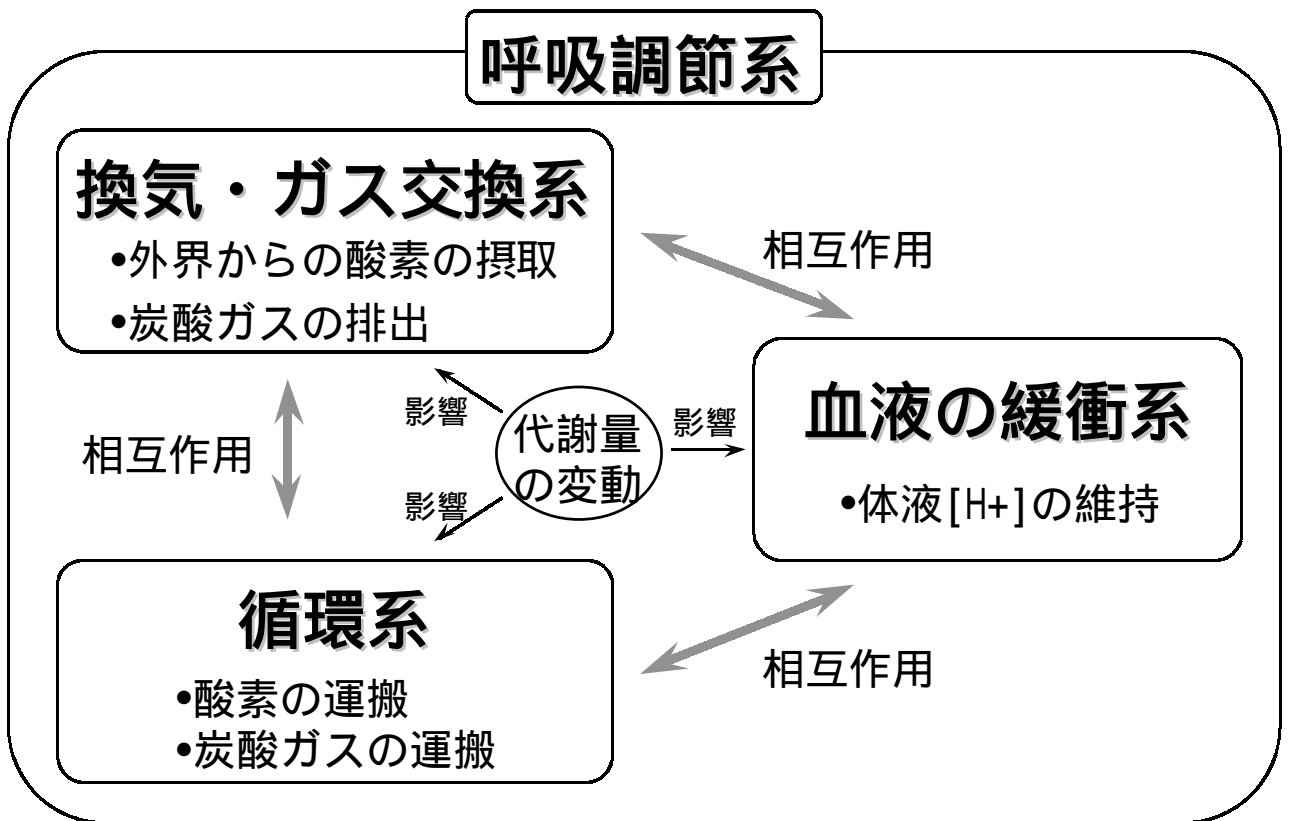 呼吸調節系
換気・ガス交換系
•外界からの酸素の摂取
•炭酸ガスの排出
相互作用
影響
代謝量
の変動
影響
血液の緩衝系
•体液[H+]の維持
相互作用
影響
循環系
•酸素の運搬
•炭酸ガスの運搬
相互作用